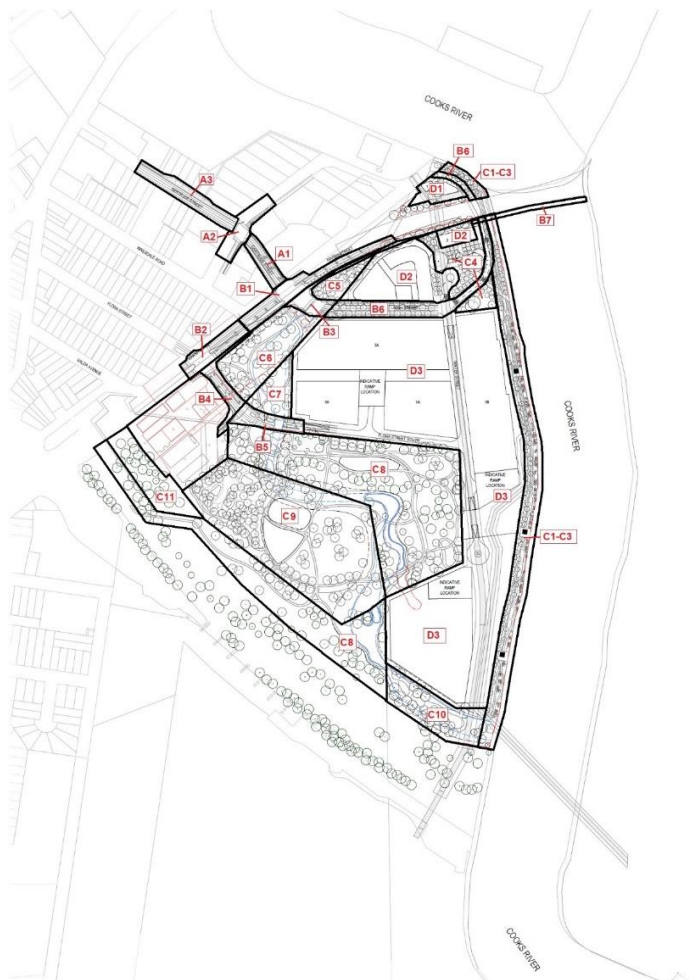 COOKS RIVER
B6
C1-C3
A3
D1
B7
A2
D2
A1
C4
D2
C5
B1
B6
B3
B2
C6
D3
INDICATIVE
RAMP
LOCATION
C7
B4
COOKS RIVER
B5
C8
C11
INDICATIVE
RAMP
LOCATION
D3
C9
C1-C3
INDICATIVE
RAMP
LOCATION
D3
C8
C10
COOKS RIVER